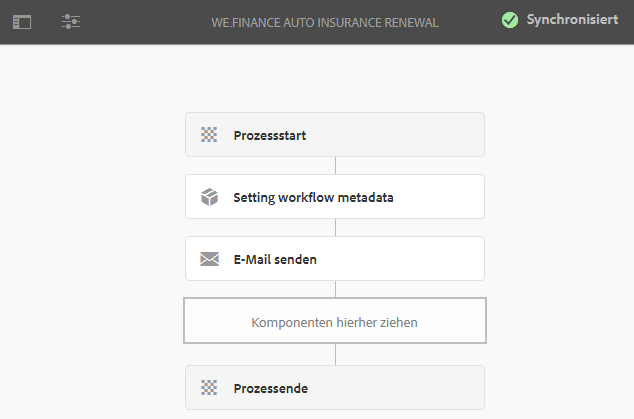 WE.FINANCE AUTO INSURANCE RENEWAL
Synchronisiert
Prozessstart
Setting workflow metadata
E-Mail senden
Komponenten hierher ziehen
Prozessende